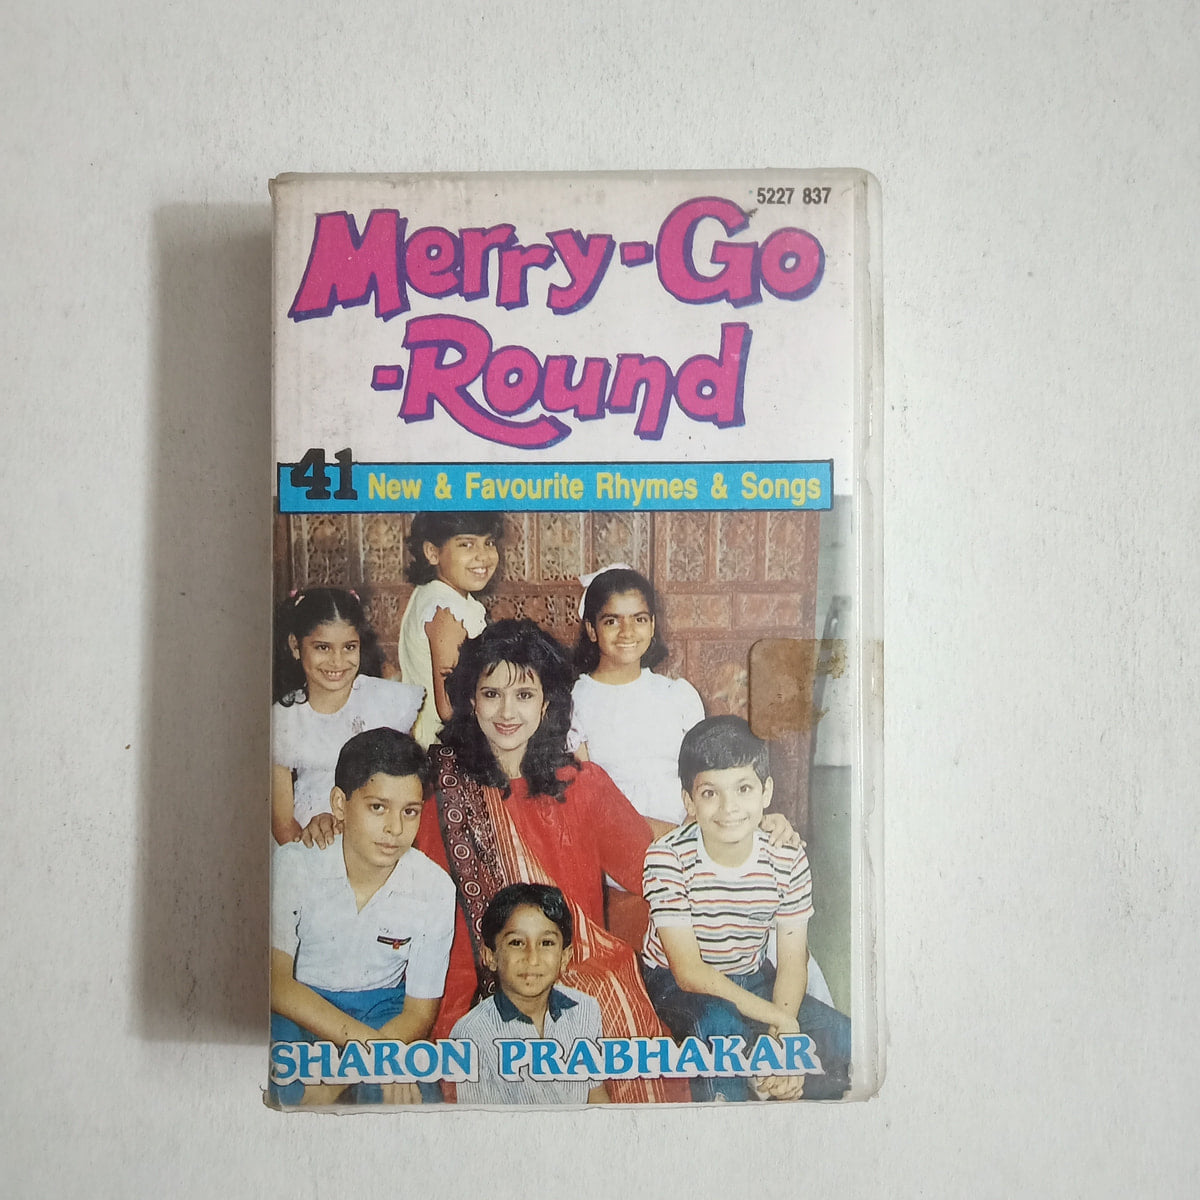 5227 837
Merry-Go
-Round
41 New & Favourite Rhymes & Songs
SHARON PRABHAKAR